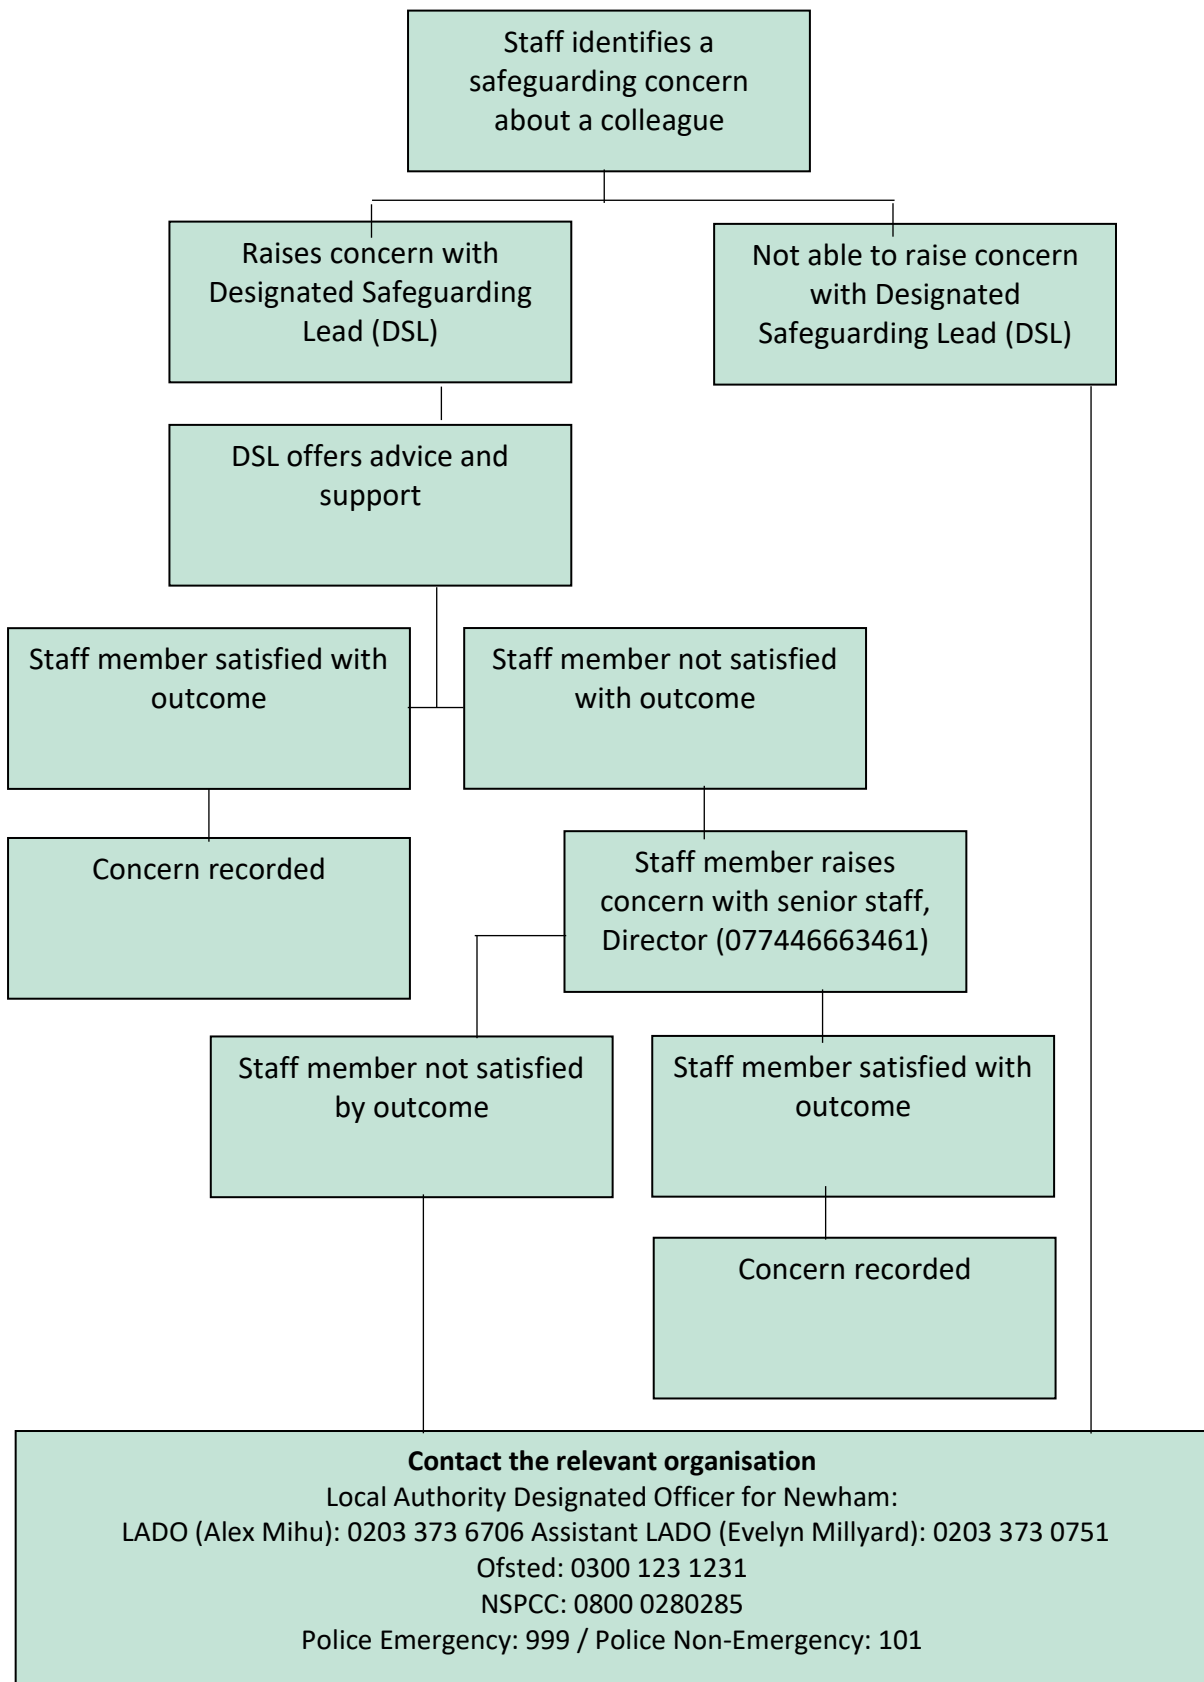 Staff identifies a
safeguarding concern
about a colleague
Raises concern with
Designated Safeguarding
Lead (DSL)
Not able to raise concern
with Designated
Safeguarding Lead (DSL)
DSL offers advice and
support
Staff member satisfied with
outcome
Staff member not satisfied
with outcome
Concern recorded
Staff member raises
concern with senior staff,
Director (077446663461)
Staff member not satisfied
by outcome
Staff member satisfied with
outcome
Concern recorded
Contact the relevant organisation
Local Authority Designated Officer for Newham:
LADO (Alex Mihu): 0203 373 6706 Assistant LADO (Evelyn Millyard): 0203 373 0751
Ofsted: 0300 123 1231
NSPCC: 0800 0280285
Police Emergency: 999 / Police Non-Emergency: 101